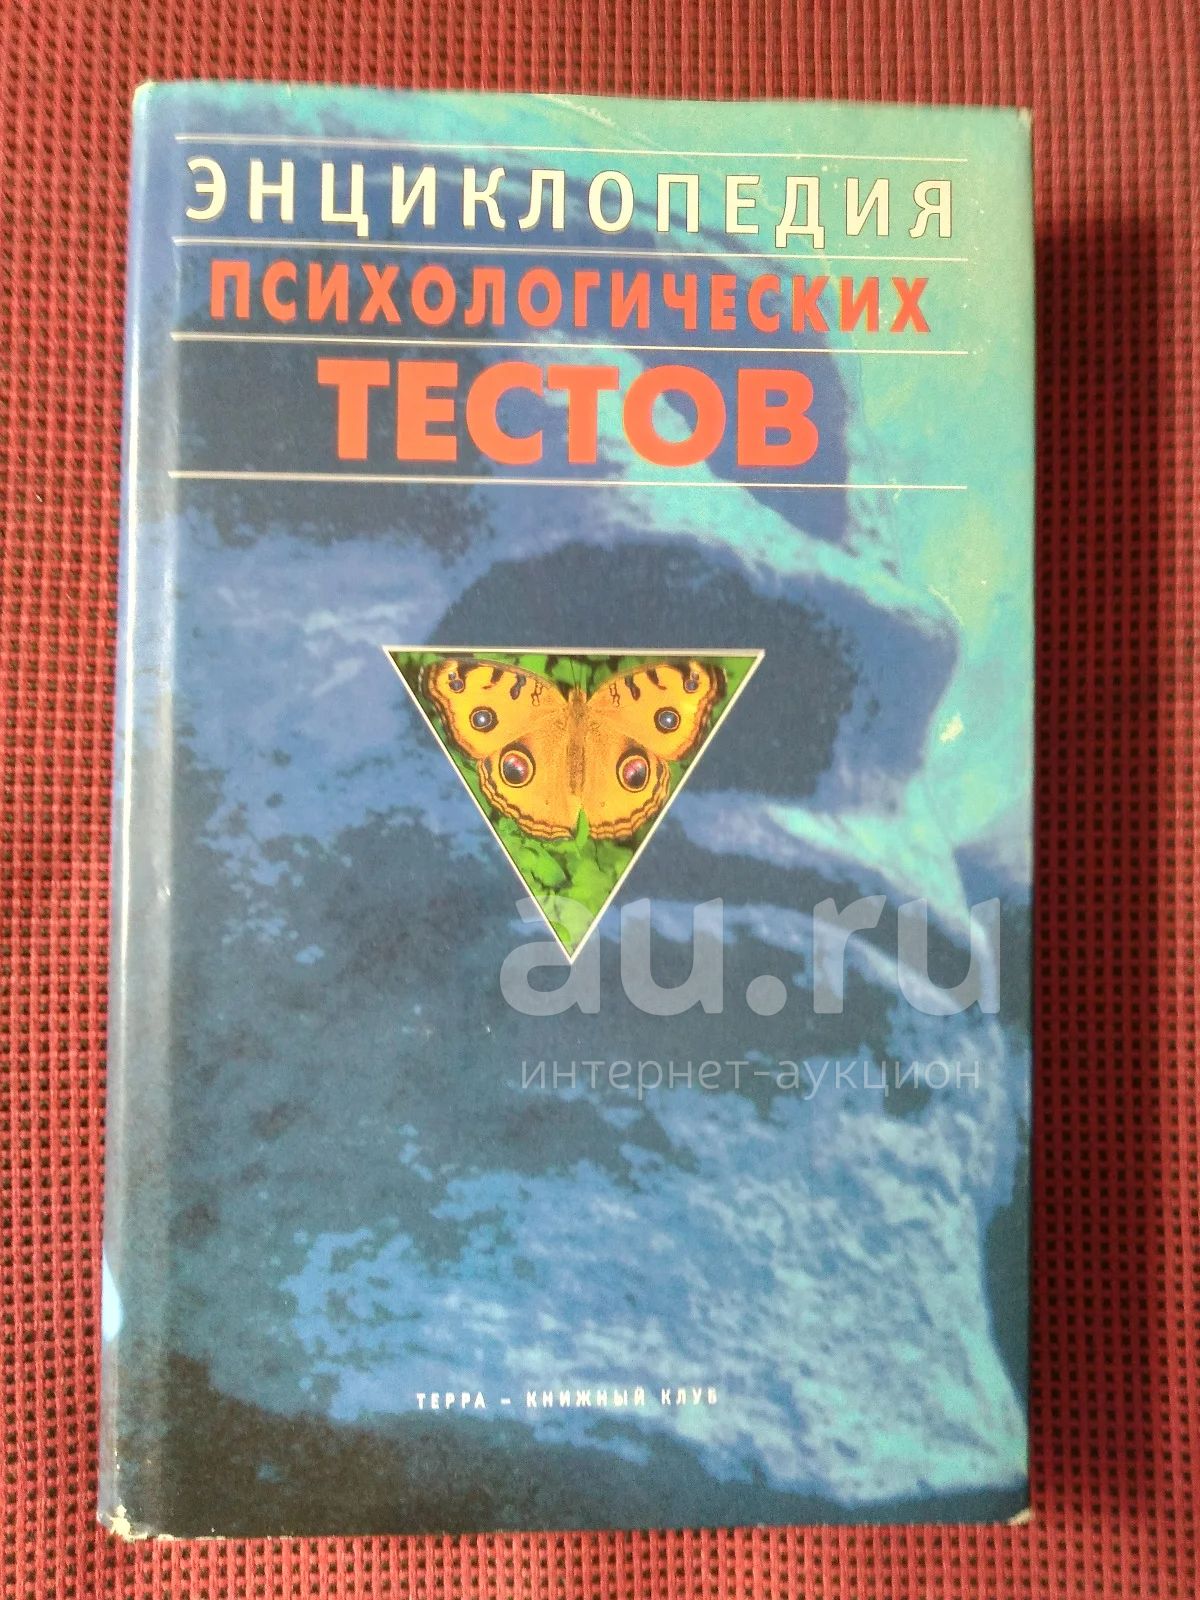 ЭНЦИКЛОПЕДИЯ
ПСИХОЛОГИЧЕСКИХ
ТЕСТОВ
au.ru
интернет-аукцион
ТЕРРА – КНИЖНЫЙ КЛУБ